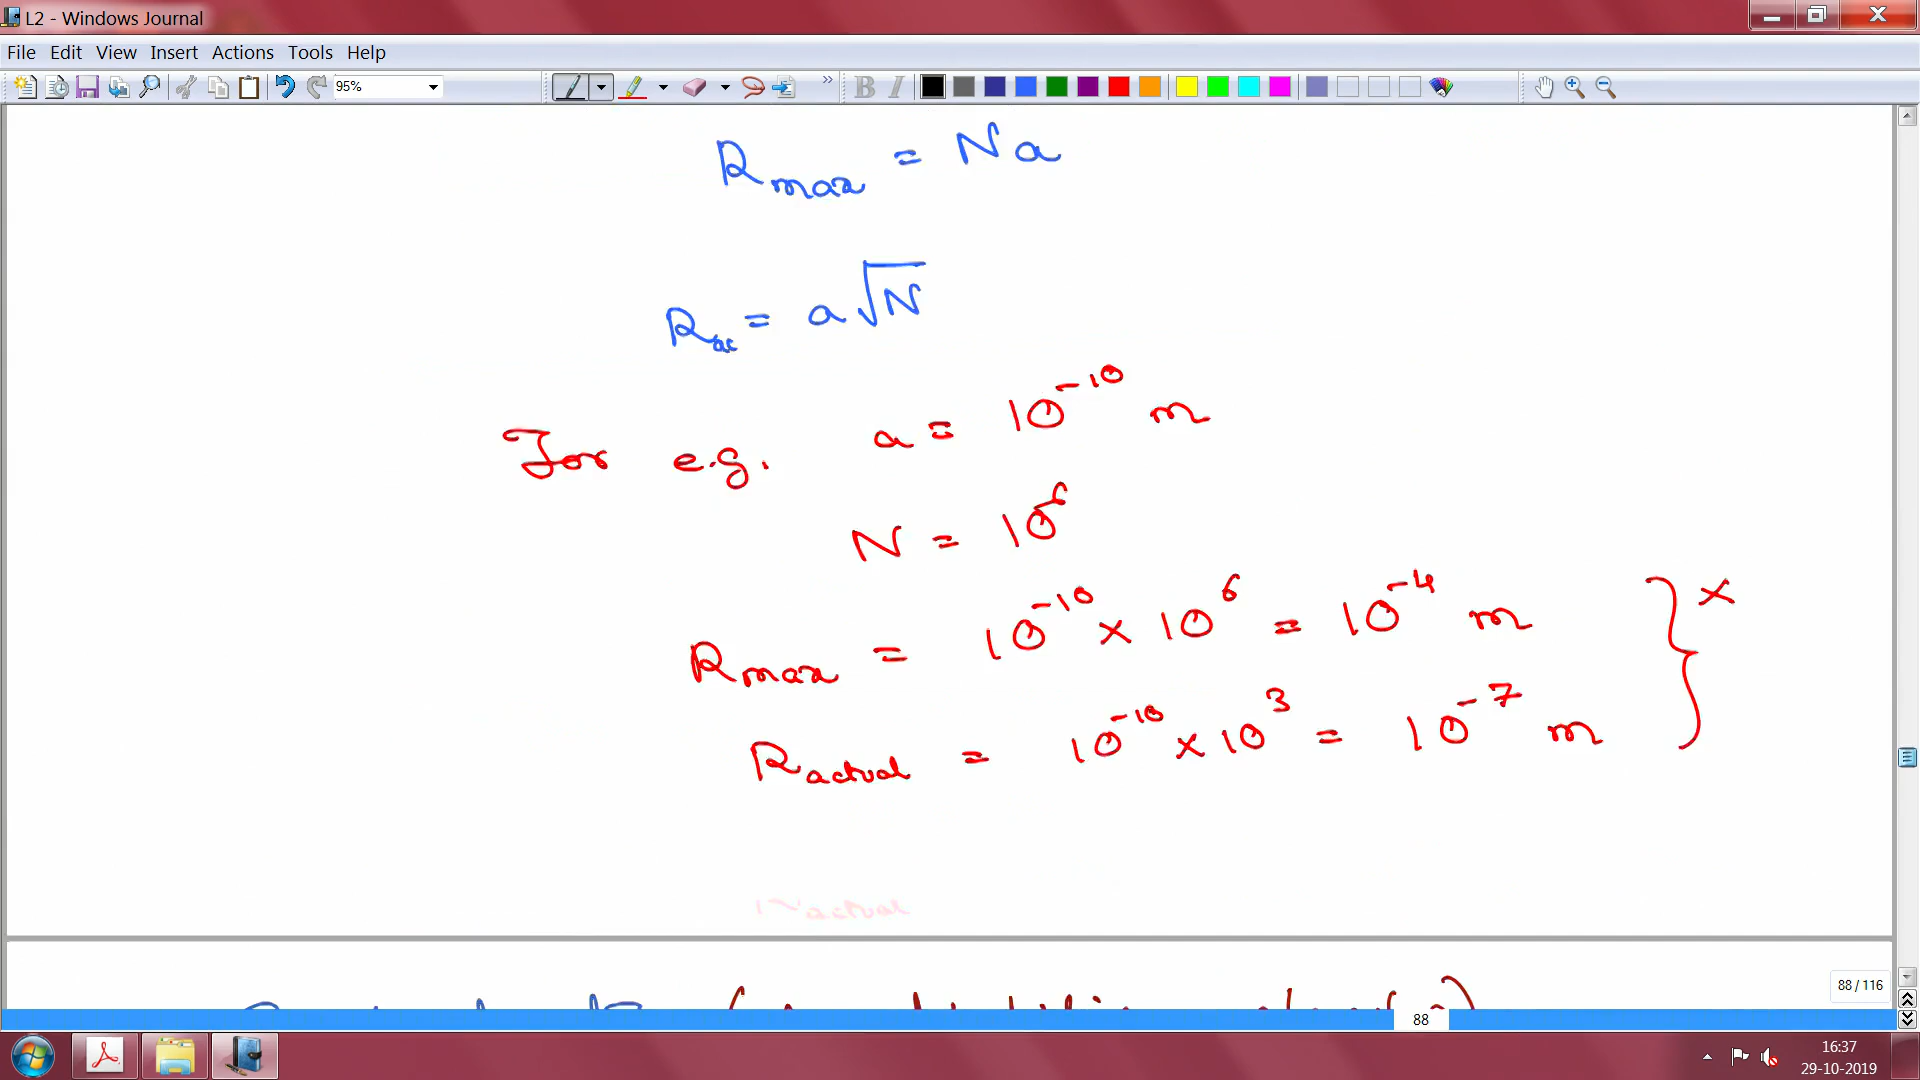 L2 - Windows Journal
File Edit View Insert Actions Tools Help
95%
R_max = Na
R_ac = a√N
For e.g. a = 10^-10 m
N = 10^6
R_max = 10^-10 × 10^6 = 10^-4 m } ×
R_actual = 10^-10 × 10^3 = 10^-7 m
88 / 116
88
16:37
29-10-2019